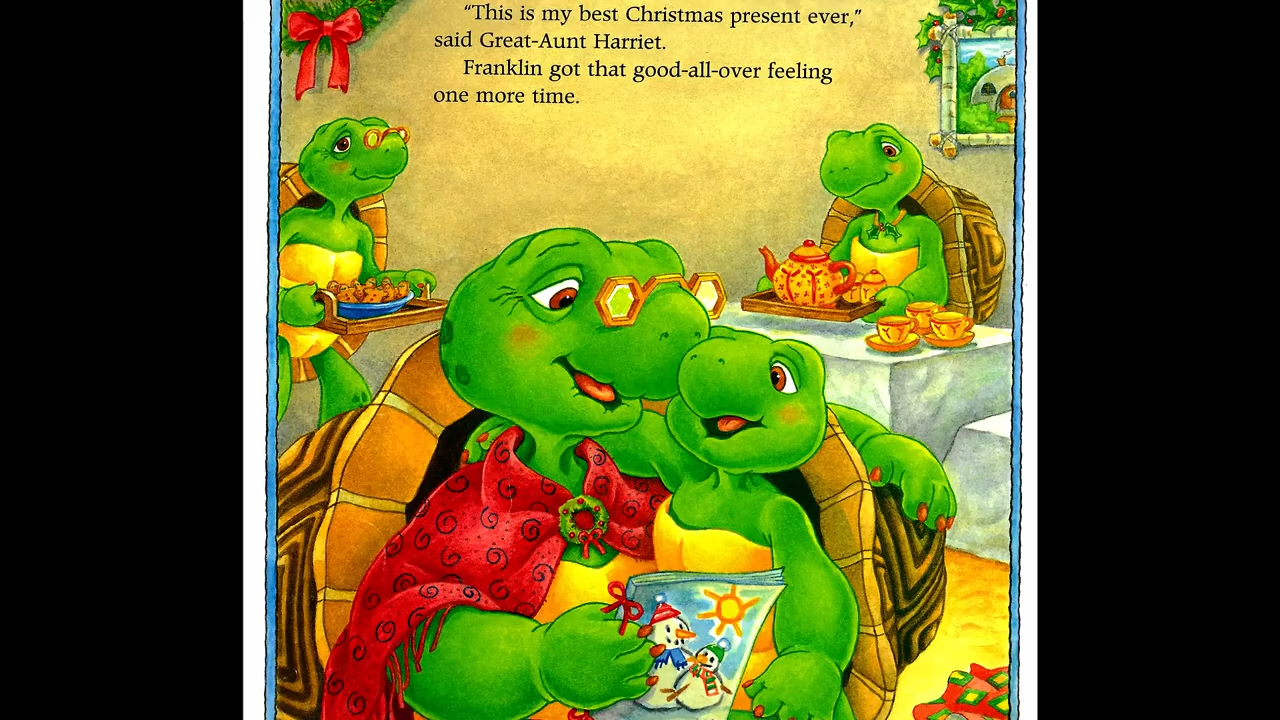 “This is my best Christmas present ever,”
said Great-Aunt Harriet.
Franklin got that good-all-over feeling
one more time.